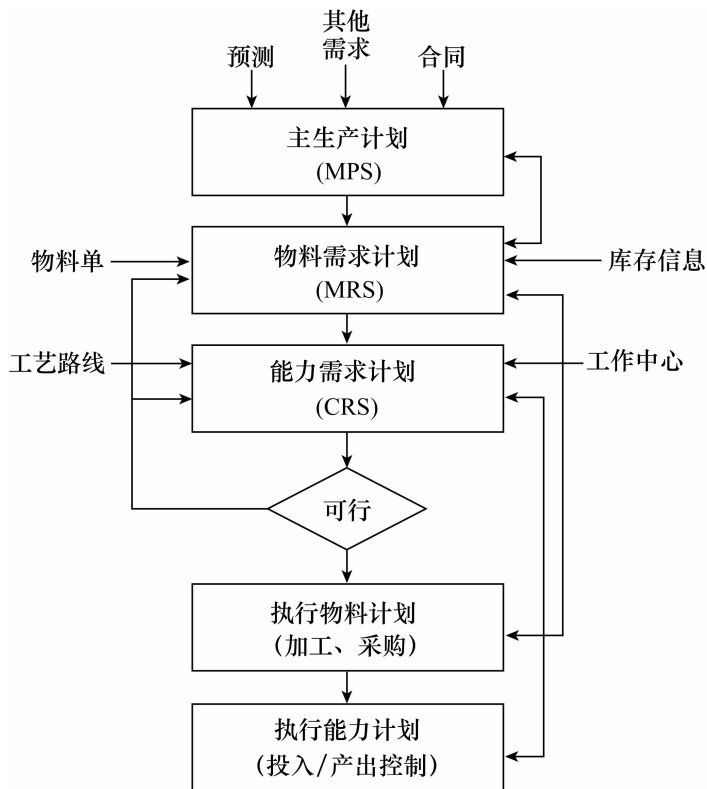 其他
需求
预测
合同
主生产计划
(MPS)
物料单
物料需求计划
(MRS)
库存信息
工艺路线
能力需求计划
(CRS)
工作中心
可行
执行物料计划
（加工、采购）
执行能力计划
（投入/产出控制）